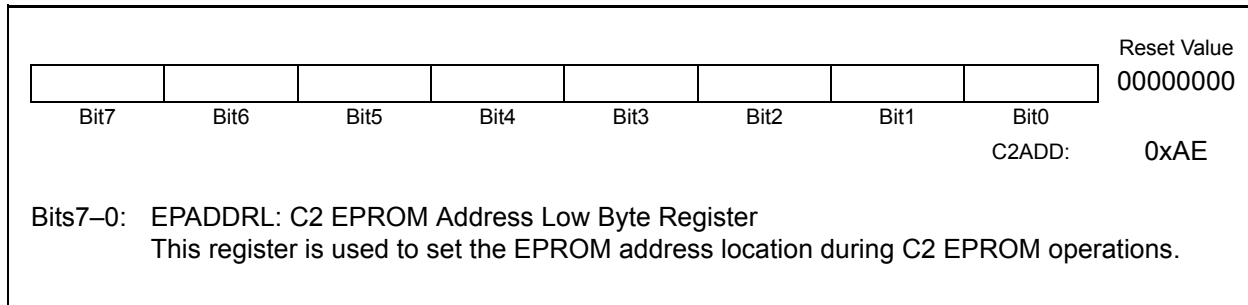 Reset Value
00000000
Bit7 Bit6 Bit5 Bit4 Bit3 Bit2 Bit1 Bit0
C2ADD: 0xAE
Bits7–0: EPADDRL: C2 EPROM Address Low Byte Register
This register is used to set the EPROM address location during C2 EPROM operations.